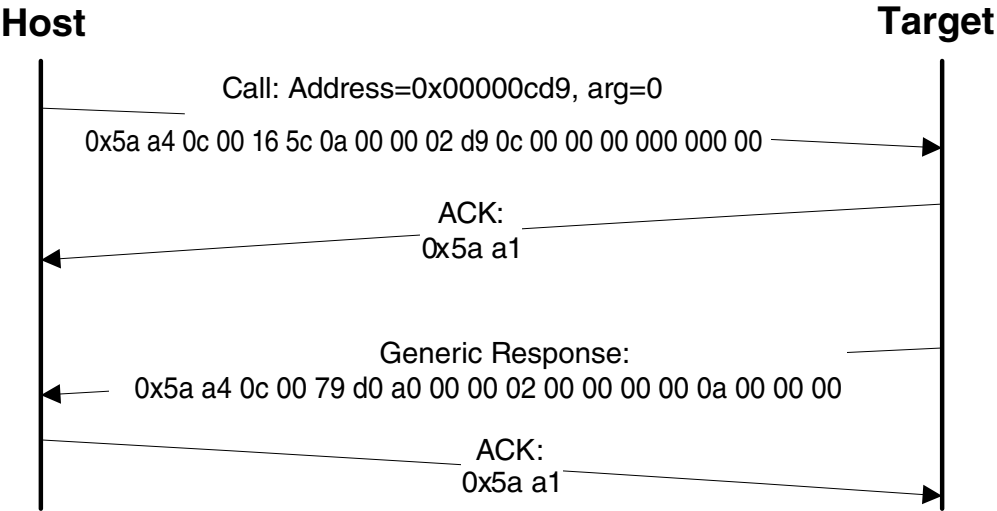 Host
Target
Call: Address=0x00000cd9, arg=0
0x5a a4 0c 00 16 5c 0a 00 00 02 d9 0c 00 00 00 000 000 00
ACK:
0x5a a1
Generic Response:
0x5a a4 0c 00 79 d0 a0 00 00 02 00 00 00 00 0a 00 00 00
ACK:
0x5a a1